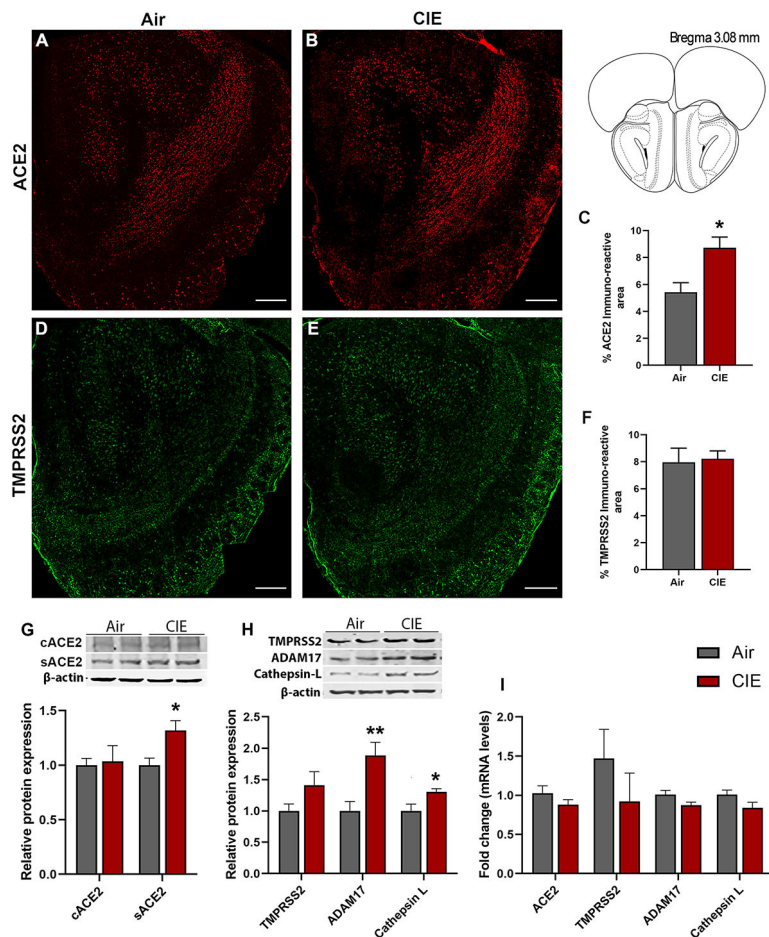 Air
CIE
A
B
ACE2
Bregma 3.08 mm
C
*
% ACE2 Immuno-reactive
area
10
8
6
4
2
0
Air
CIE
D
E
TMPRSS2
F
% TMPRSS2 Immuno-reactive
area
10
8
6
4
2
0
Air
CIE
G
Air
CIE
cACE2
sACE2
β-actin
Relative protein expression
2.0
1.5
1.0
0.5
0.0
*
cACE2
sACE2
H
Air
CIE
TMPRSS2
ADAM17
Cathepsin-L
β-actin
Relative protein expression
2.5
2.0
1.5
1.0
0.5
0.0
**
*
TMPRSS2
ADAM17
Cathepsin L
Air
CIE
I
Fold change (mRNA levels)
2.0
1.5
1.0
0.5
0.0
ACE2
TMPRSS2
ADAM17
Cathepsin L